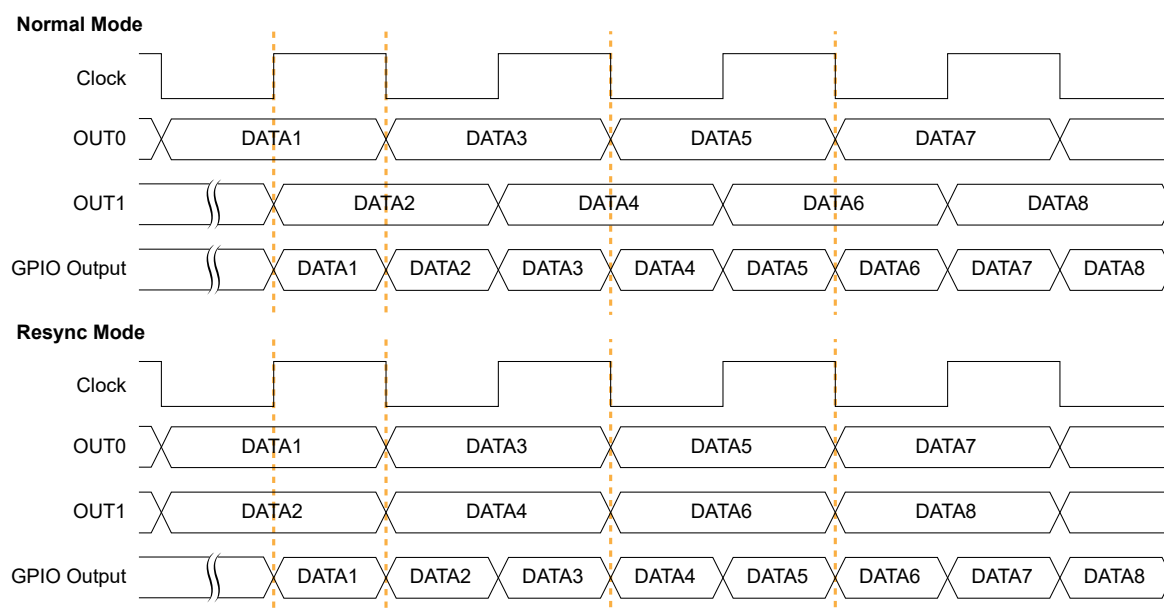 Normal Mode
Clock
OUT0 DATA1 DATA3 DATA5 DATA7
OUT1 DATA2 DATA4 DATA6 DATA8
GPIO Output DATA1 DATA2 DATA3 DATA4 DATA5 DATA6 DATA7 DATA8
Resync Mode
Clock
OUT0 DATA1 DATA3 DATA5 DATA7
OUT1 DATA2 DATA4 DATA6 DATA8
GPIO Output DATA1 DATA2 DATA3 DATA4 DATA5 DATA6 DATA7 DATA8